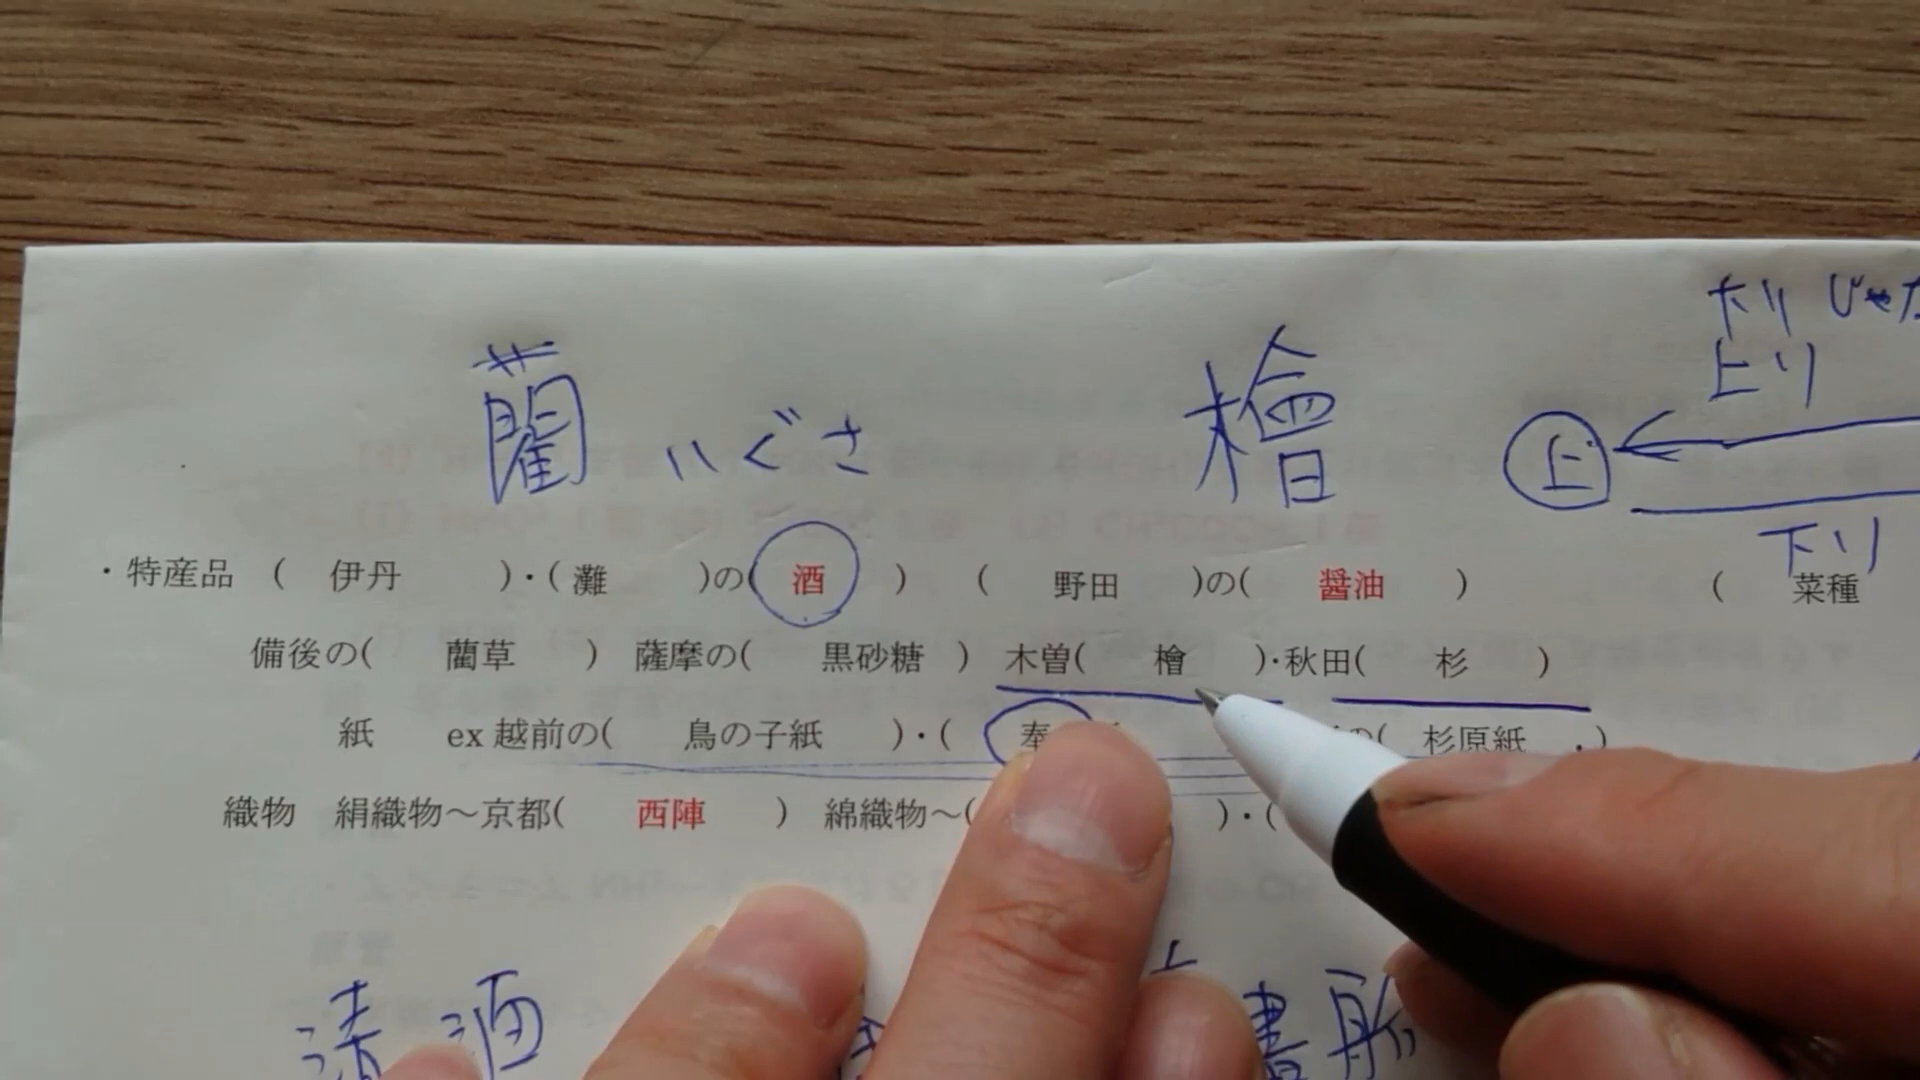 下り じゃ
上り
藺 いぐさ 檜 上
下り
・特産品 ( 伊丹 )・( 灘 )の( 酒 ) ( 野田 )の( 醤油 ) ( 菜種
備後の( 藺草 ) 薩摩の( 黒砂糖 ) 木曽( 檜 )・秋田( 杉 )
紙 ex 越前の( 鳥の子紙 )・( 奉 の( 杉原紙 )
織物 絹織物～京都( 西陣 ) 綿織物～( )・(
清酒